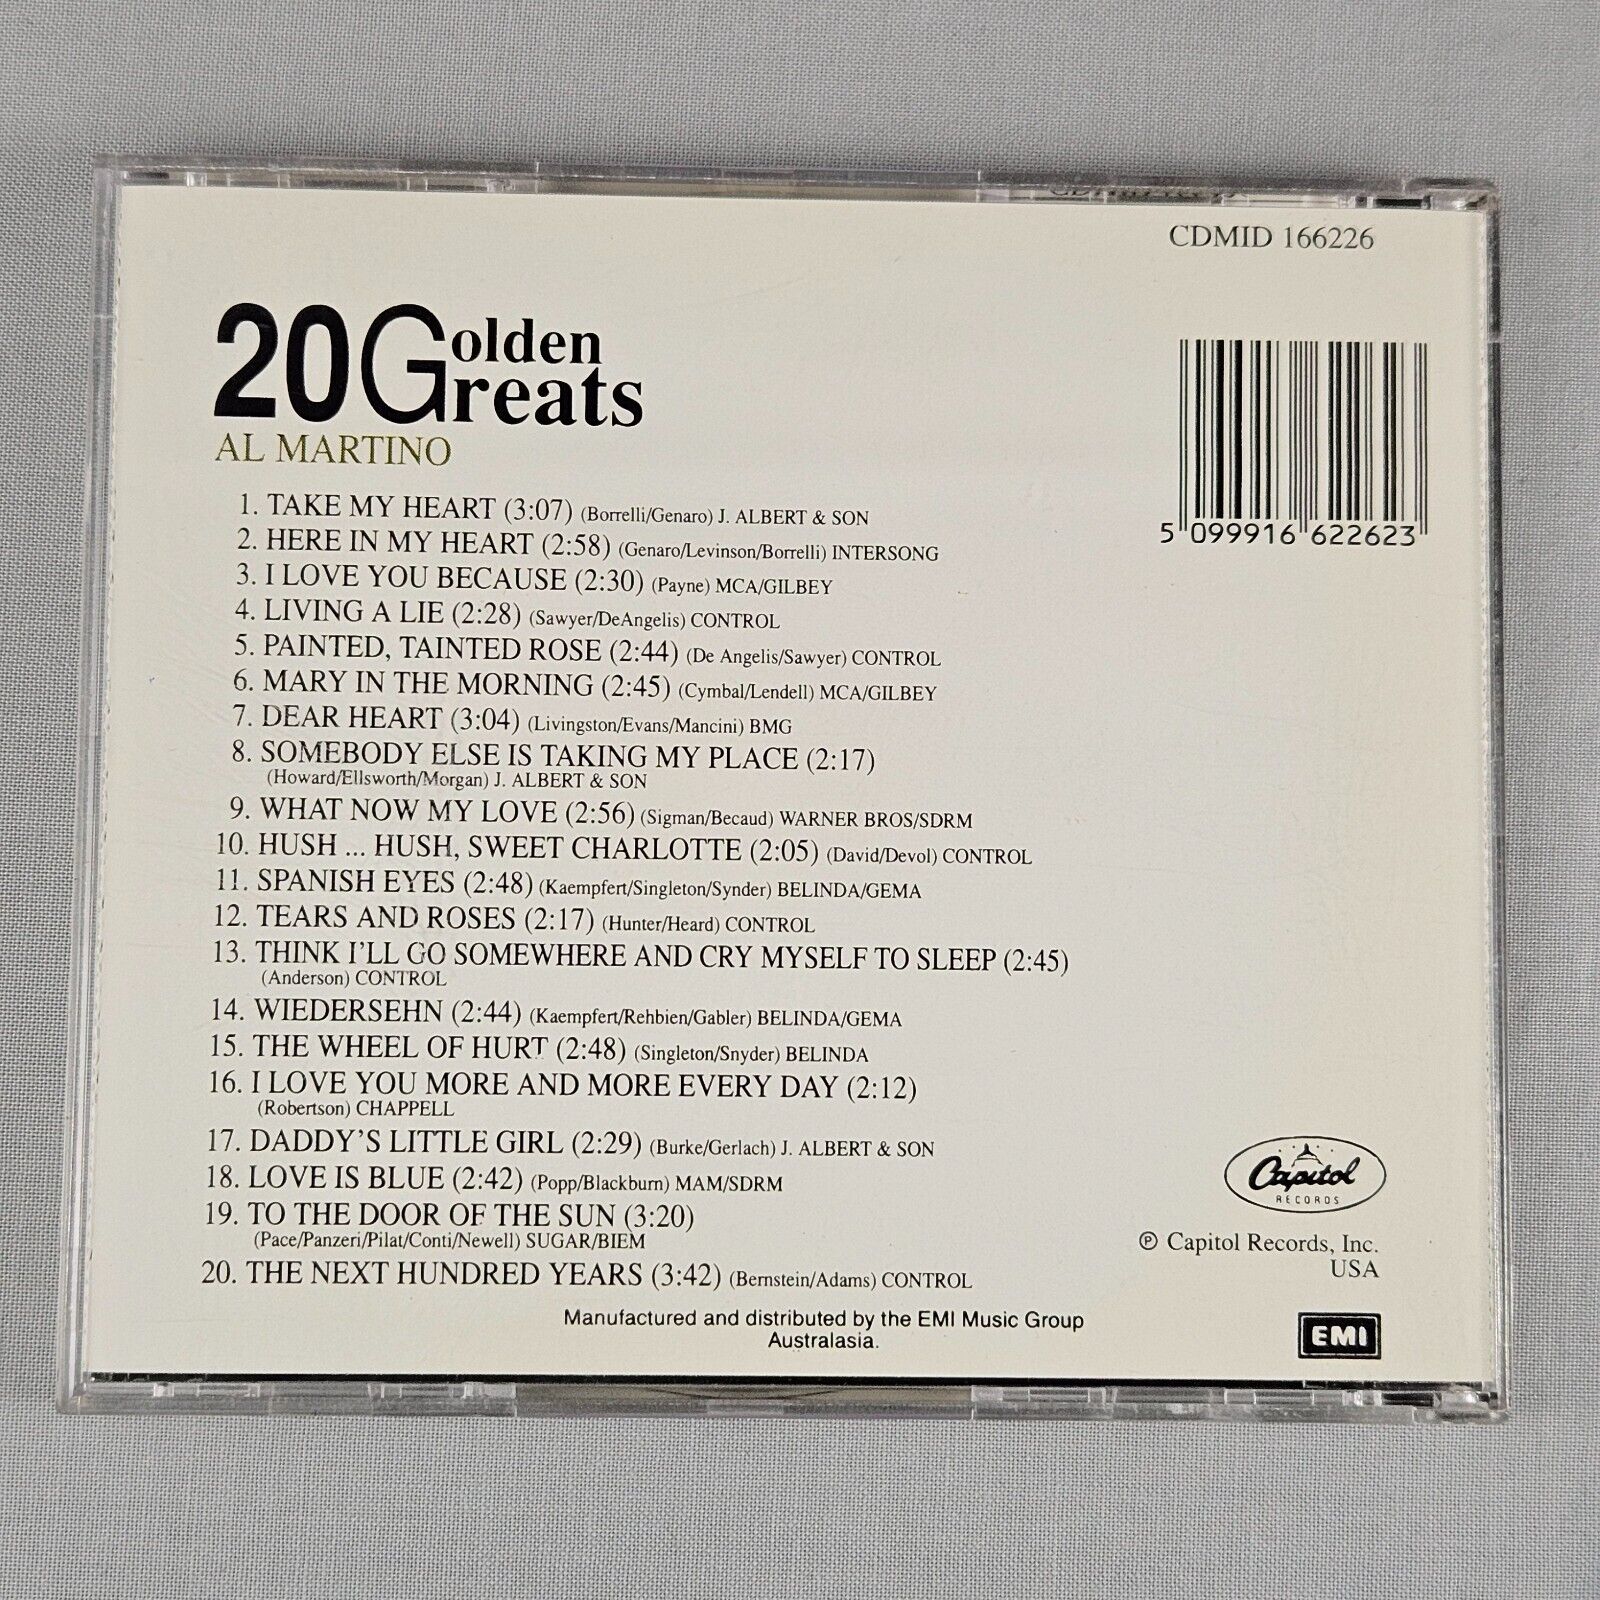 CDMID 166226
20 Golden Greats
AL MARTINO
5 099916 622623
1. TAKE MY HEART (3:07) (Borrelli/Genaro) J. ALBERT & SON
2. HERE IN MY HEART (2:58) (Genaro/Levinson/Borrelli) INTERSONG
3. I LOVE YOU BECAUSE (2:30) (Payne) MCA/GILBEY
4. LIVING A LIE (2:28) (Sawyer/DeAngelis) CONTROL
5. PAINTED, TAINTED ROSE (2:44) (De Angelis/Sawyer) CONTROL
6. MARY IN THE MORNING (2:45) (Cymbal/Lendell) MCA/GILBEY
7. DEAR HEART (3:04) (Livingston/Evans/Mancini) BMG
8. SOMEBODY ELSE IS TAKING MY PLACE (2:17)
(Howard/Ellsworth/Morgan) J. ALBERT & SON
9. WHAT NOW MY LOVE (2:56) (Sigman/Becaud) WARNER BROS/SDRM
10. HUSH ... HUSH, SWEET CHARLOTTE (2:05) (David/Devol) CONTROL
11. SPANISH EYES (2:48) (Kaempfert/Singleton/Synder) BELINDA/GEMA
12. TEARS AND ROSES (2:17) (Hunter/Heard) CONTROL
13. THINK I'LL GO SOMEWHERE AND CRY MYSELF TO SLEEP (2:45)
(Anderson) CONTROL
14. WIEDERSEHN (2:44) (Kaempfert/Rehbien/Gabler) BELINDA/GEMA
15. THE WHEEL OF HURT (2:48) (Singleton/Snyder) BELINDA
16. I LOVE YOU MORE AND MORE EVERY DAY (2:12)
(Robertson) CHAPPELL
17. DADDY'S LITTLE GIRL (2:29) (Burke/Gerlach) J. ALBERT & SON
18. LOVE IS BLUE (2:42) (Popp/Blackburn) MAM/SDRM
19. TO THE DOOR OF THE SUN (3:20)
(Pace/Panzeri/Pilat/Conti/Newell) SUGAR/BIEM
20. THE NEXT HUNDRED YEARS (3:42) (Bernstein/Adams) CONTROL
Capitol
RECORDS
℗ Capitol Records, Inc.
USA
Manufactured and distributed by the EMI Music Group
Australasia.
EMI